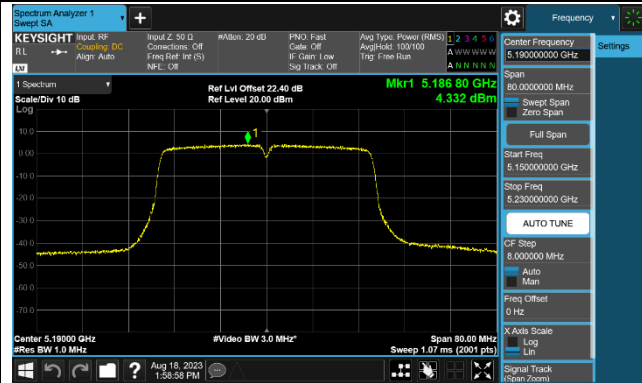 Spectrum Analyzer 1
Swept SA
Frequency
KEYSIGHT
RL
Input: RF
Coupling: DC
Align: Auto
Input Z: 50 Ω
Corrections: Off
Freq Ref: Int (S)
NFE: Off
#Atten: 20 dB
PNO: Fast
Gate: Off
IF Gain: Low
Sig Track: Off
Avg Type: Power (RMS)
Avg|Hold: 100/100
Trig: Free Run
1 2 3 4 5 6
A W W W W W
A N N N N N
LXI
1 Spectrum
Scale/Div 10 dB
Log
Ref Lvl Offset 22.40 dB
Ref Level 20.00 dBm
Mkr1 5.186 80 GHz
4.332 dBm
1
10.0
0.00
-10.0
-20.0
-30.0
-40.0
-50.0
-60.0
-70.0
Center 5.19000 GHz
#Res BW 1.0 MHz
#Video BW 3.0 MHz*
Span 80.00 MHz
Sweep 1.07 ms (2001 pts)
Aug 18, 2023
1:58:58 PM
Center Frequency
5.190000000 GHz
Span
80.0000000 MHz
Swept Span
Zero Span
Full Span
Start Freq
5.150000000 GHz
Stop Freq
5.230000000 GHz
AUTO TUNE
CF Step
8.000000 MHz
Auto
Man
Freq Offset
0 Hz
X Axis Scale
Log
Lin
Signal Track
(Span Zoom)
Settings